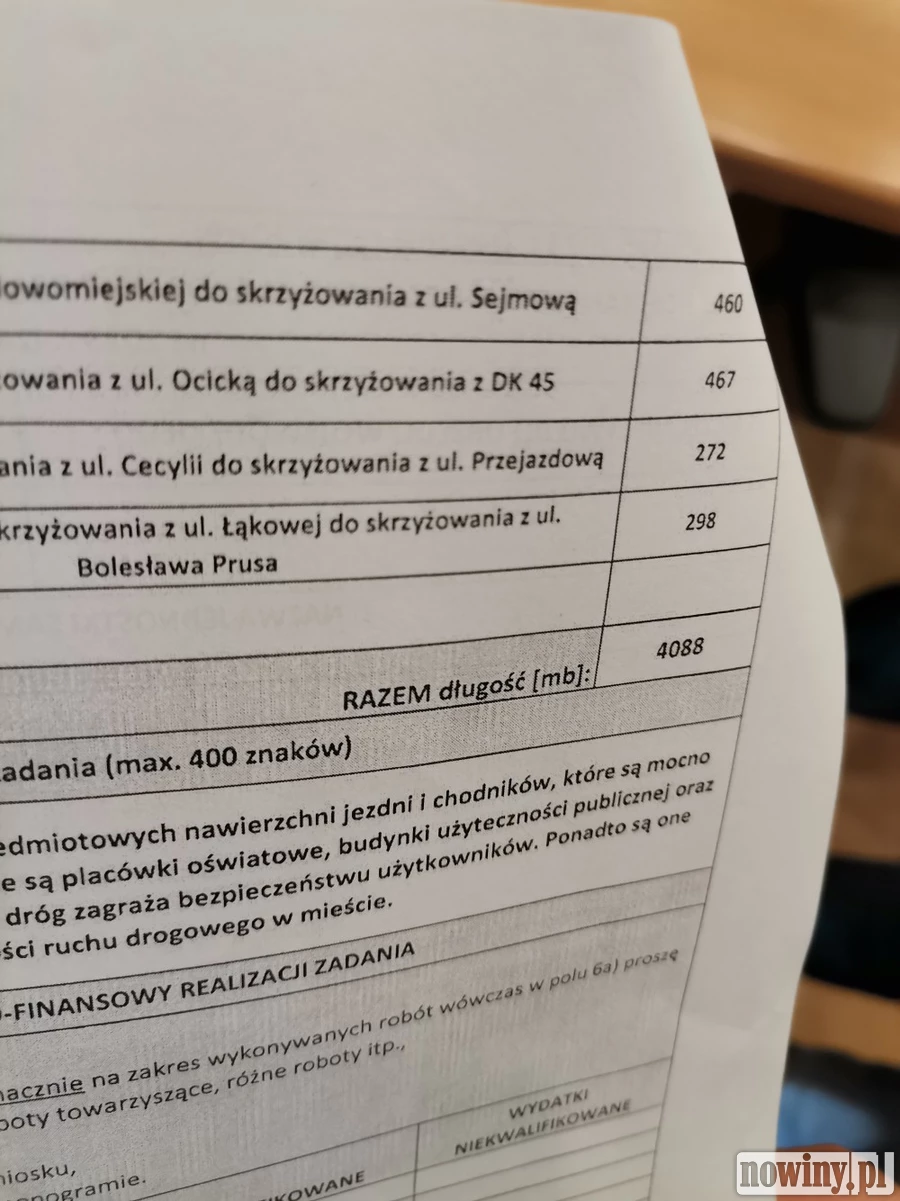 owomiejskiej do skrzyżowania z ul. Sejmową 460
owania z ul. Ocicką do skrzyżowania z DK 45 467
ania z ul. Cecylii do skrzyżowania z ul. Przejazdową 272
krzyżowania z ul. Łąkowej do skrzyżowania z ul. 298
Bolesława Prusa
RAZEM długość [mb]: 4088
adania (max. 400 znaków)
edmiotowych nawierzchni jezdni i chodników, które są mocno
e są placówki oświatowe, budynki użyteczności publicznej oraz
dróg zagraża bezpieczeństwu użytkowników. Ponadto są one
ści ruchu drogowego w mieście.
-FINANSOWY REALIZACJI ZADANIA
nacznie na zakres wykonywanych robót wówczas w polu 6a) proszę
boty towarzyszące, różne roboty itp.,
WYDATKI
NIEKWALIFIKOWANE
niosku,
nogramie.
IKOWANE
nowiny.pl